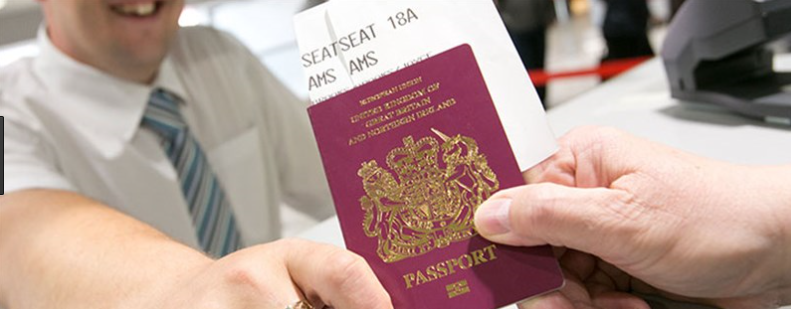 SEATSEAT 18A
AMS AMS
EUROPEAN UNION
UNITED KINGDOM OF
GREAT BRITAIN
AND NORTHERN IRELAND
PASSPORT